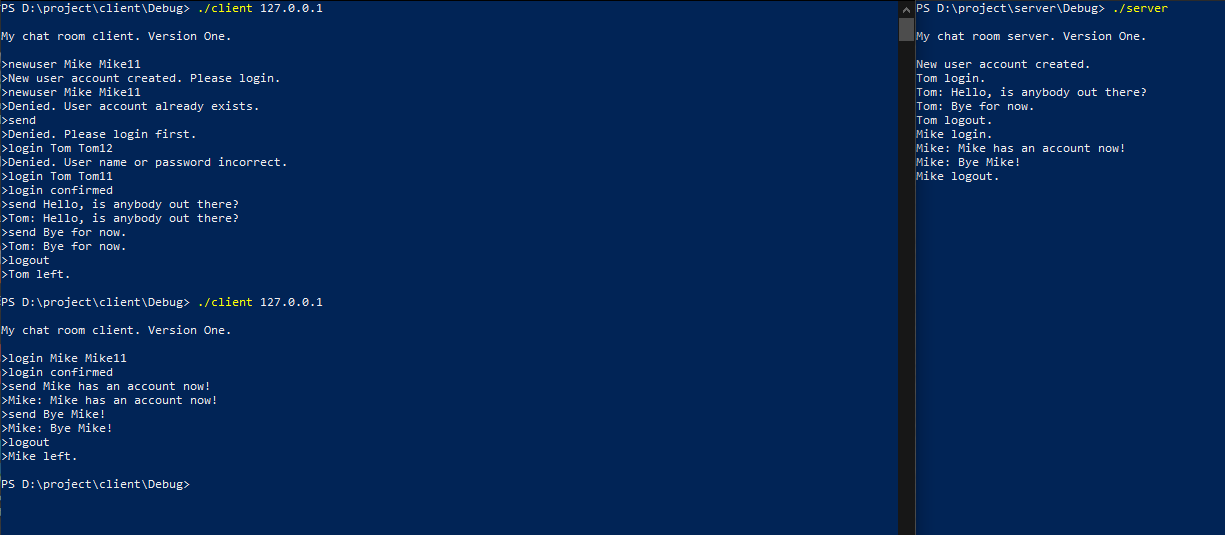 PS D:\project\client\Debug> ./client 127.0.0.1
My chat room client. Version One.
>newuser Mike Mike11
>New user account created. Please login.
>newuser Mike Mike11
>Denied. User account already exists.
>send
>Denied. Please login first.
>login Tom Tom12
>Denied. User name or password incorrect.
>login Tom Tom11
>login confirmed
>send Hello, is anybody out there?
>Tom: Hello, is anybody out there?
>send Bye for now.
>Tom: Bye for now.
>logout
>Tom left.
PS D:\project\client\Debug> ./client 127.0.0.1
My chat room client. Version One.
>login Mike Mike11
>login confirmed
>send Mike has an account now!
>Mike: Mike has an account now!
>send Bye Mike!
>Mike: Bye Mike!
>logout
>Mike left.
PS D:\project\client\Debug>
PS D:\project\server\Debug> ./server
My chat room server. Version One.
New user account created.
Tom login.
Tom: Hello, is anybody out there?
Tom: Bye for now.
Tom logout.
Mike login.
Mike: Mike has an account now!
Mike: Bye Mike!
Mike logout.